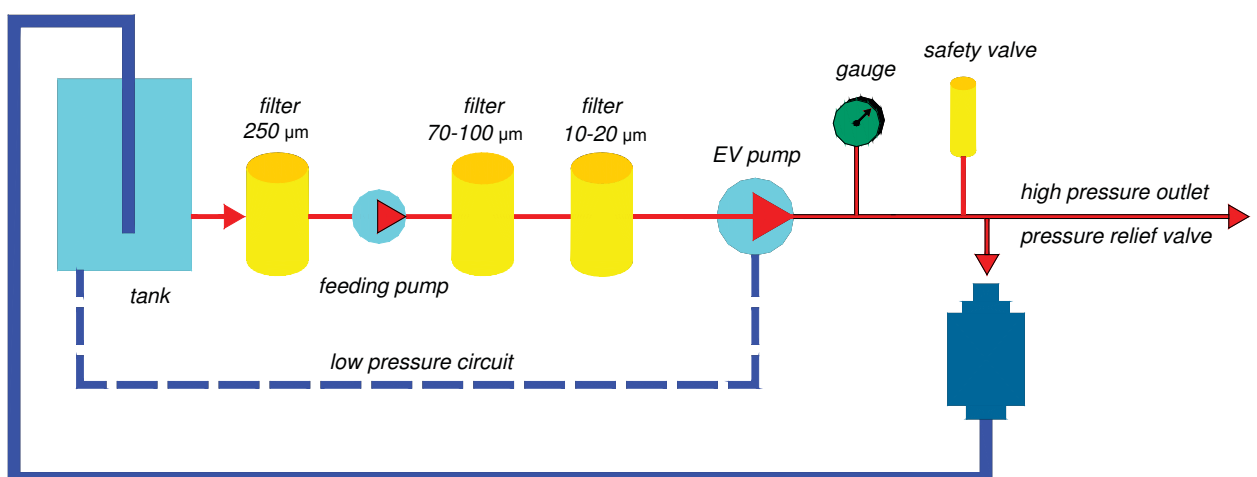 safety valve
gauge
filter
250 µm
filter
70-100 µm
filter
10-20 µm
EV pump
high pressure outlet
pressure relief valve
tank
feeding pump
low pressure circuit